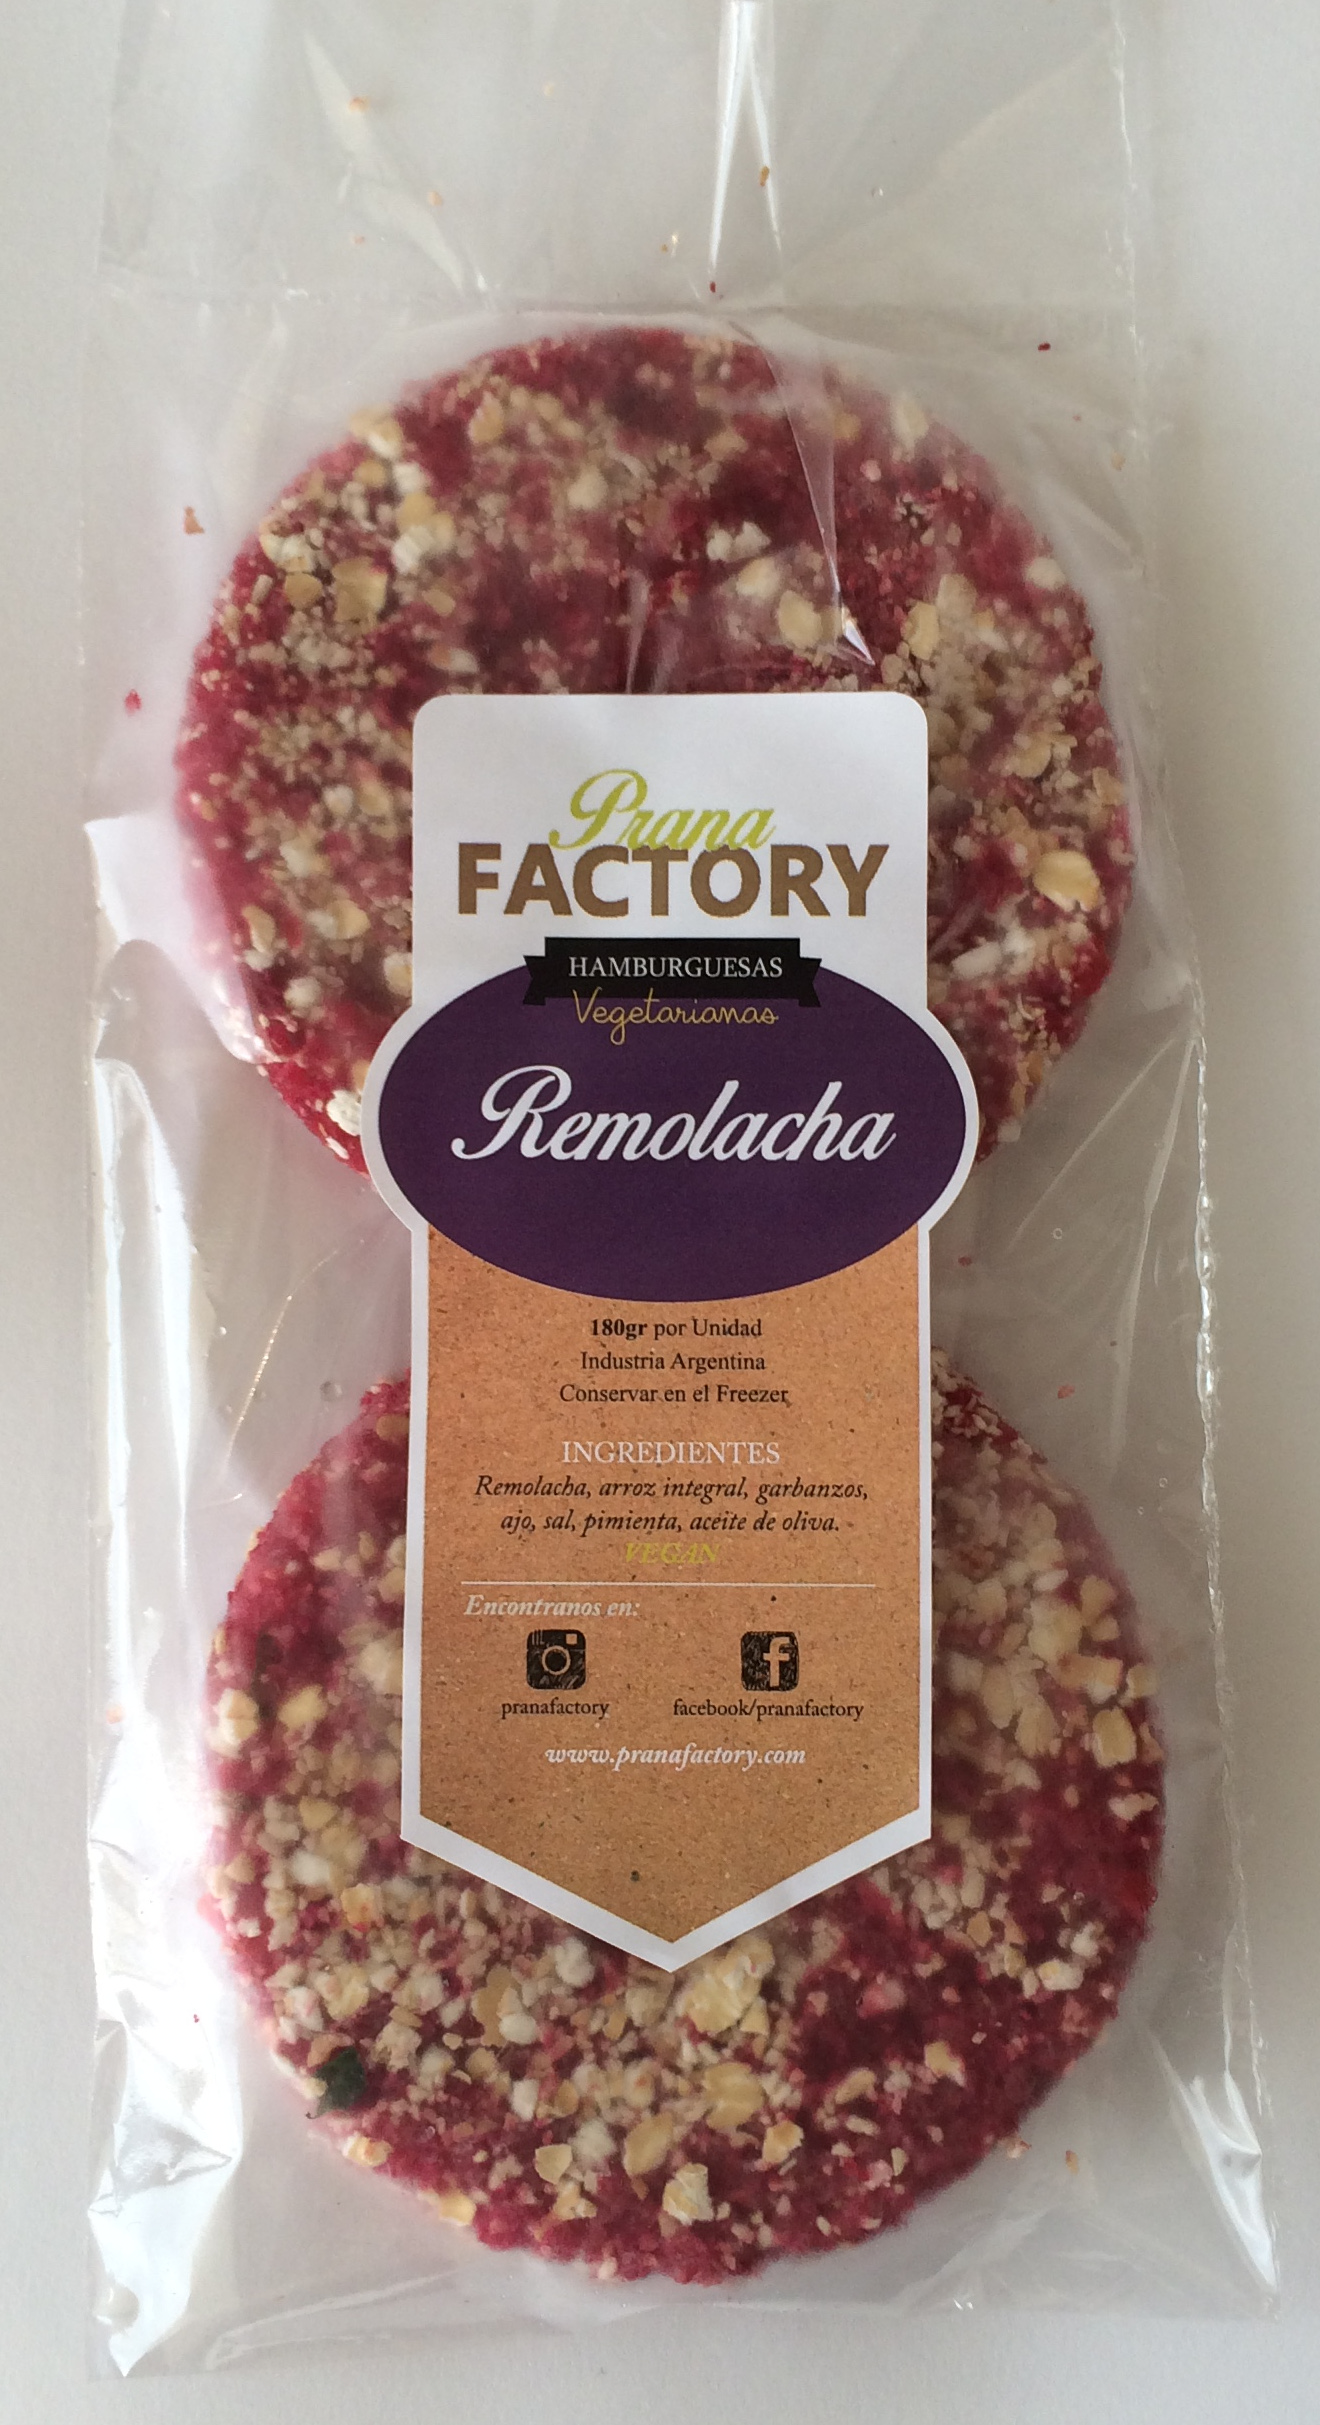 Prana
FACTORY
HAMBURGUESAS
Vegetarianas
Remolacha
180gr por Unidad
Industria Argentina
Conservar en el Freezer
INGREDIENTES
Remolacha, arroz integral, garbanzos,
ajo, sal, pimienta, aceite de oliva.
VEGAN
Encontranos en:
pranafactory facebook/pranafactory
www.pranafactory.com